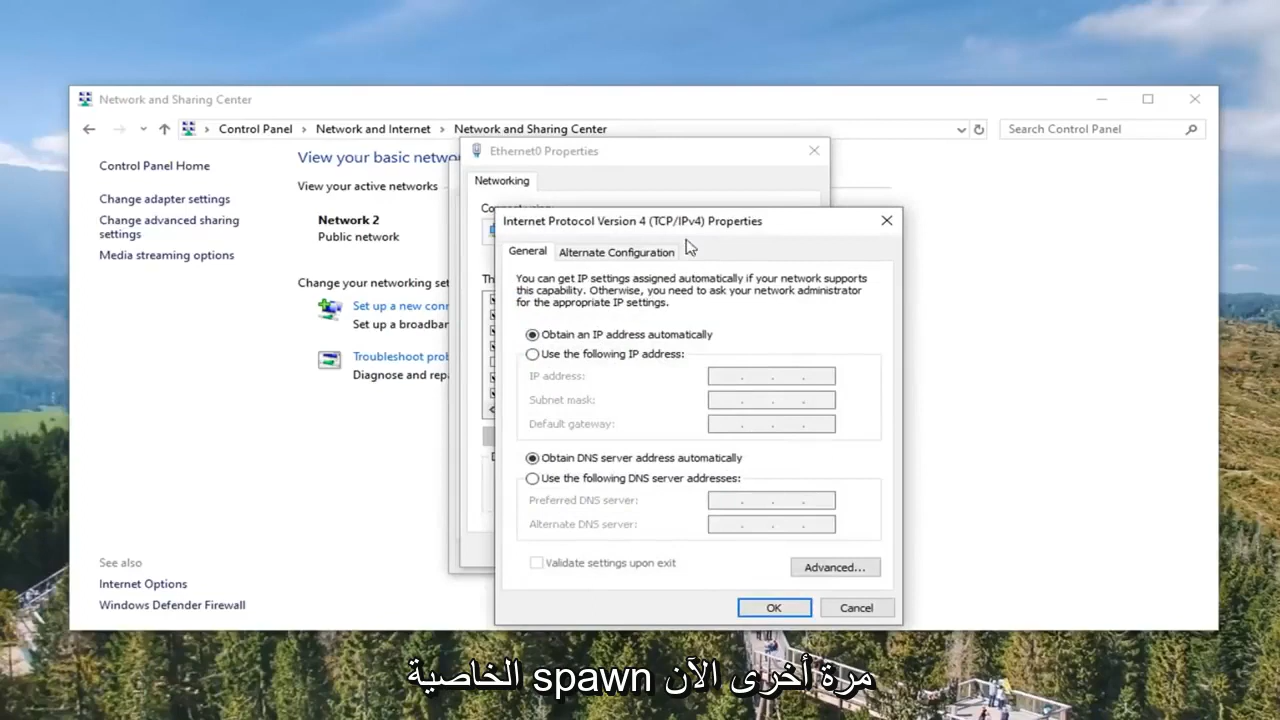 Network and Sharing Center
Control Panel
Network and Internet
Network and Sharing Center
Search Control Panel
Control Panel Home
Change adapter settings
Change advanced sharing
settings
Media streaming options
See also
Internet Options
Windows Defender Firewall
View your basic
View your active networks
Network 2
Public network
Change your networking
Set up a new
Set up a
Troubleshoot
Diagnose and
Ethernet0 Properties
Networking
Internet Protocol Version 4 (TCP/IPv4) Properties
General
Alternate Configuration
You can get IP settings assigned automatically if your network supports
this capability. Otherwise, you need to ask your network administrator
for the appropriate IP settings.
Obtain an IP address automatically
Use the following IP address:
IP address:
Subnet mask:
Default gateway:
Obtain DNS server address automatically
Use the following DNS server addresses:
Preferred DNS server:
Alternate DNS server:
Validate settings upon exit
Advanced...
OK
Cancel
مرة أخرى الآن spawn الخاصية